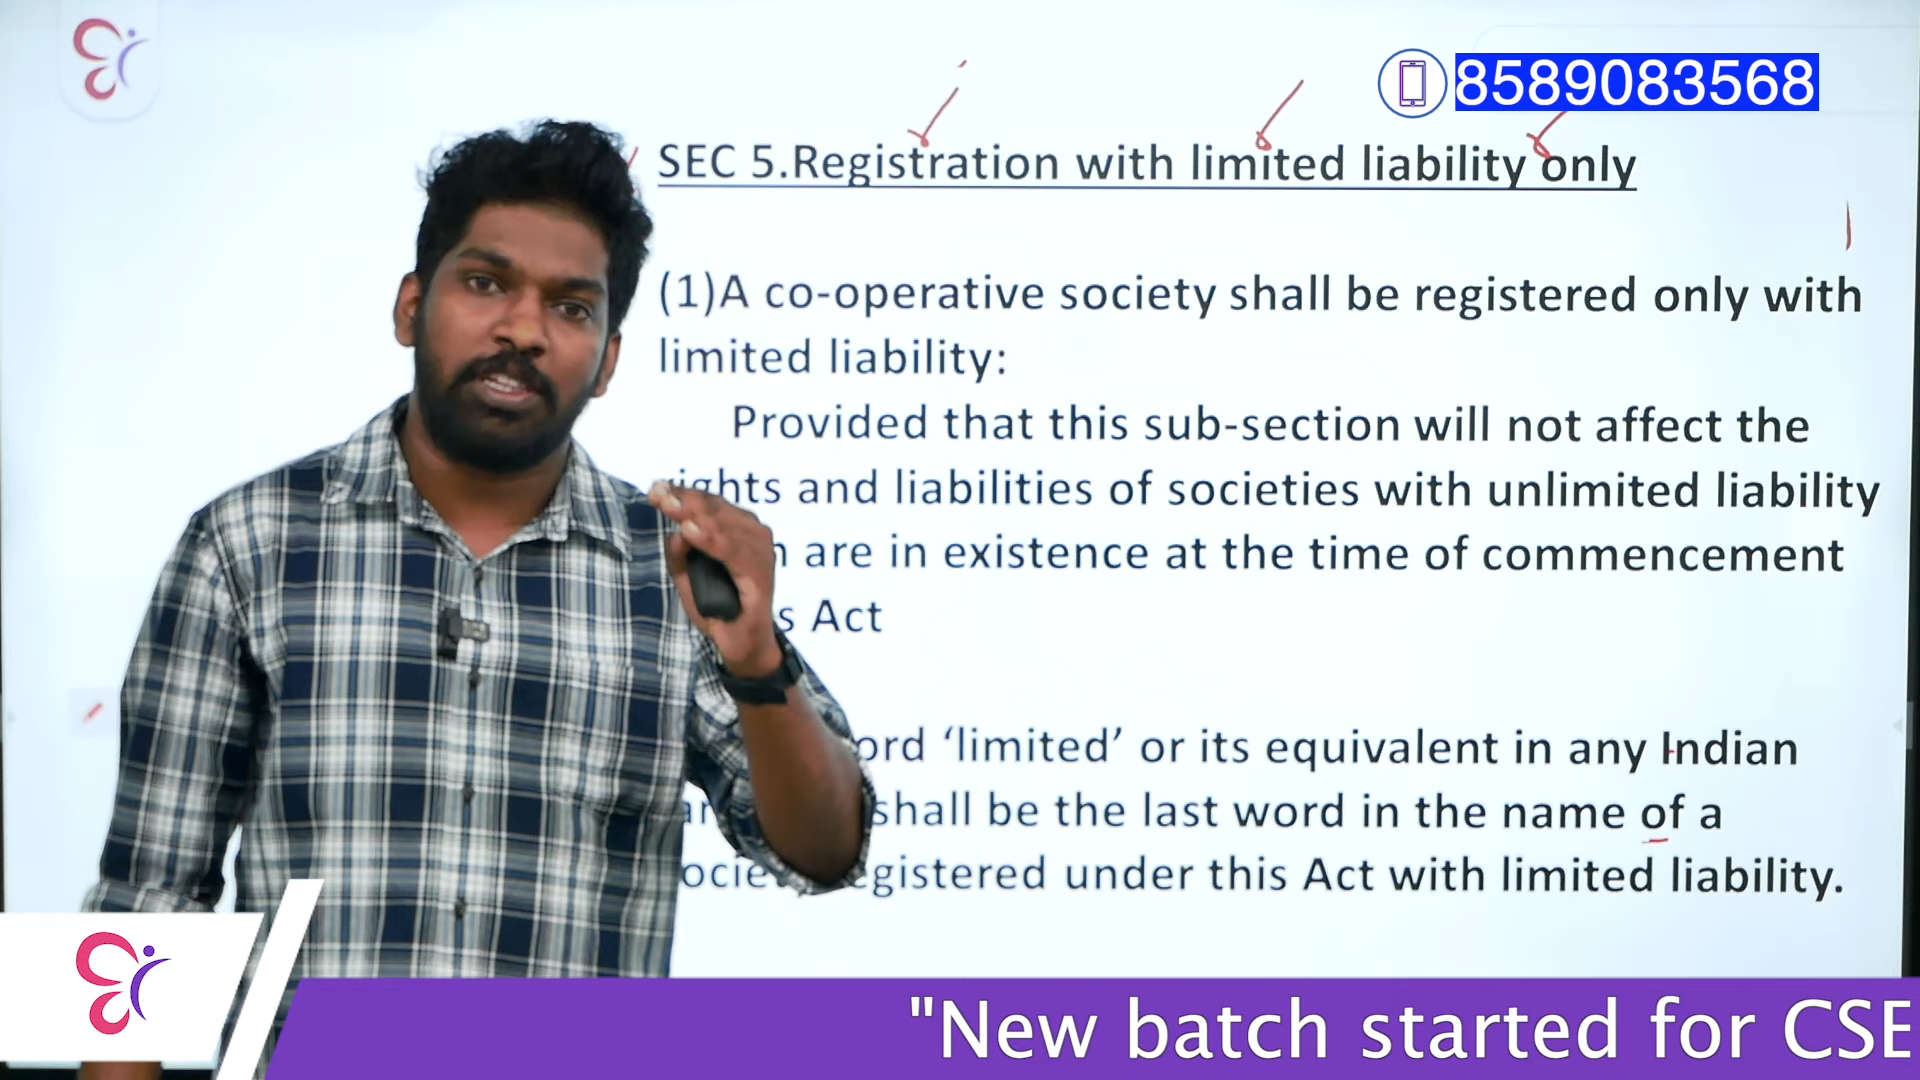 8589083568
SEC 5.Registration with limited liability only
(1)A co-operative society shall be registered only with
limited liability:
Provided that this sub-section will not affect the
and liabilities of societies with unlimited liability
are in existence at the time of commencement
Act
‘limited’ or its equivalent in any Indian
shall be the last word in the name of a
under this Act with limited liability.
"New batch started for CSE